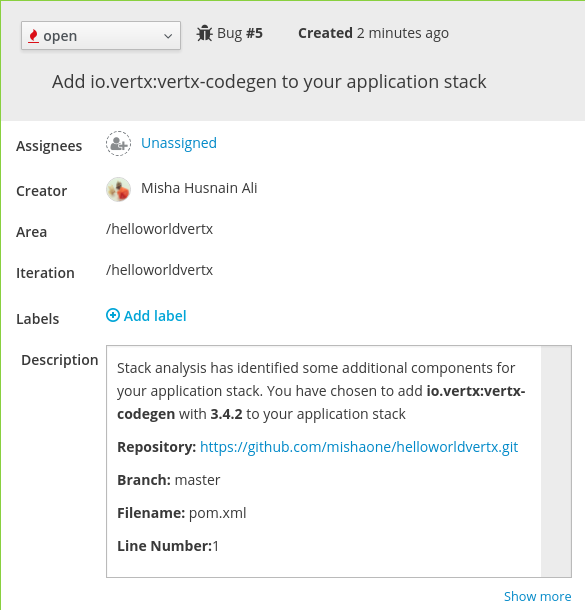 open
Bug #5
Created 2 minutes ago
Add io.vertx:vertx-codegen to your application stack
Assignees
Unassigned
Creator
Misha Husnain Ali
Area
/helloworldvertx
Iteration
/helloworldvertx
Labels
Add label
Description
Stack analysis has identified some additional components for
your application stack. You have chosen to add io.vertx:vertx-
codegen with 3.4.2 to your application stack
Repository: https://github.com/mishaone/helloworldvertx.git
Branch: master
Filename: pom.xml
Line Number:1
Show more